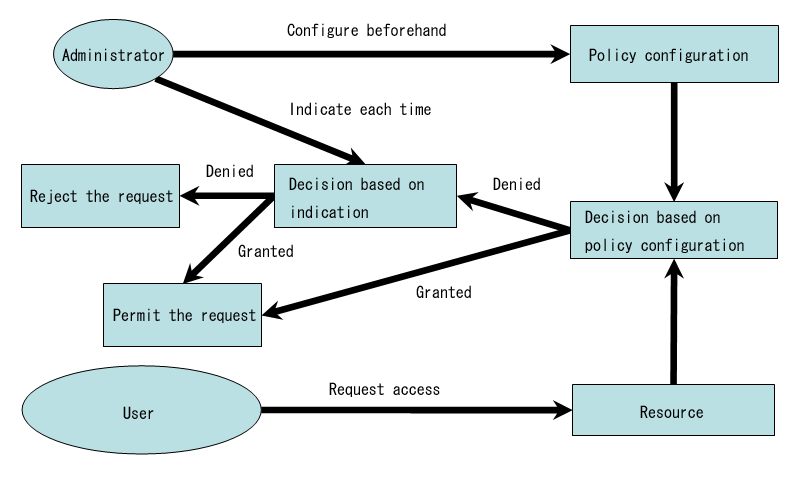 Configure beforehand
Administrator
Policy configuration
Indicate each time
Denied
Reject the request
Decision based on
indication
Denied
Decision based on
policy configuration
Granted
Granted
Permit the request
Request access
User
Resource